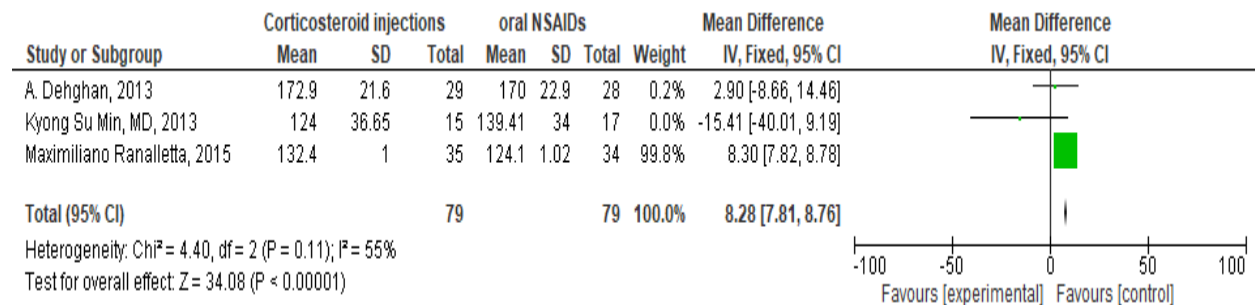 Corticosteroid injections oral NSAIDs Mean Difference Mean Difference
Study or Subgroup Mean SD Total Mean SD Total Weight IV, Fixed, 95% CI IV, Fixed, 95% CI
A. Dehghan, 2013 172.9 21.6 29 170 22.9 28 0.2% 2.90 [-8.66, 14.46]
Kyong Su Min, MD, 2013 124 36.65 15 139.41 34 17 0.0% -15.41 [-40.01, 9.19]
Maximiliano Ranalletta, 2015 132.4 1 35 124.1 1.02 34 99.8% 8.30 [7.82, 8.78]
Total (95% CI) 79 79 100.0% 8.28 [7.81, 8.76]
Heterogeneity: Chi² = 4.40, df = 2 (P = 0.11); I² = 55%
Test for overall effect: Z = 34.08 (P < 0.00001)
-100 -50 0 50 100
Favours [experimental] Favours [control]